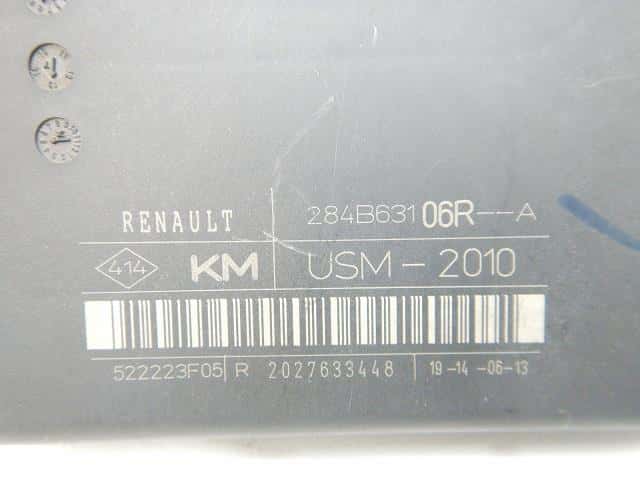 RENAULT 284B63106R--A
414 KM USM-2010
522223F05 R 2027633448 19-14-06-13